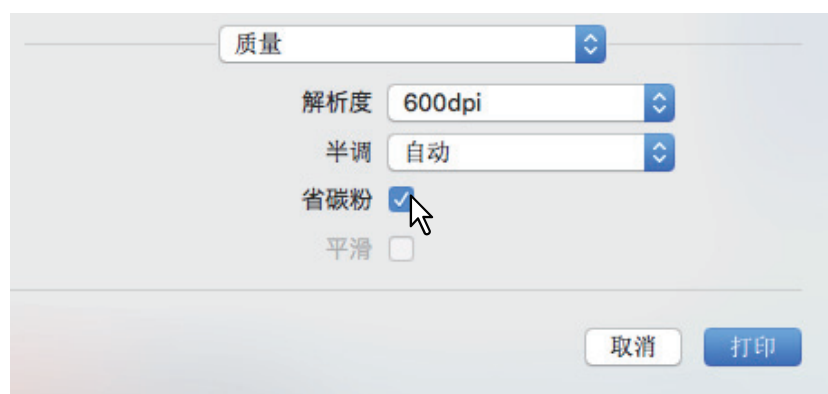 质量
解析度 600dpi
半调 自动
省碳粉
平滑
取消 打印